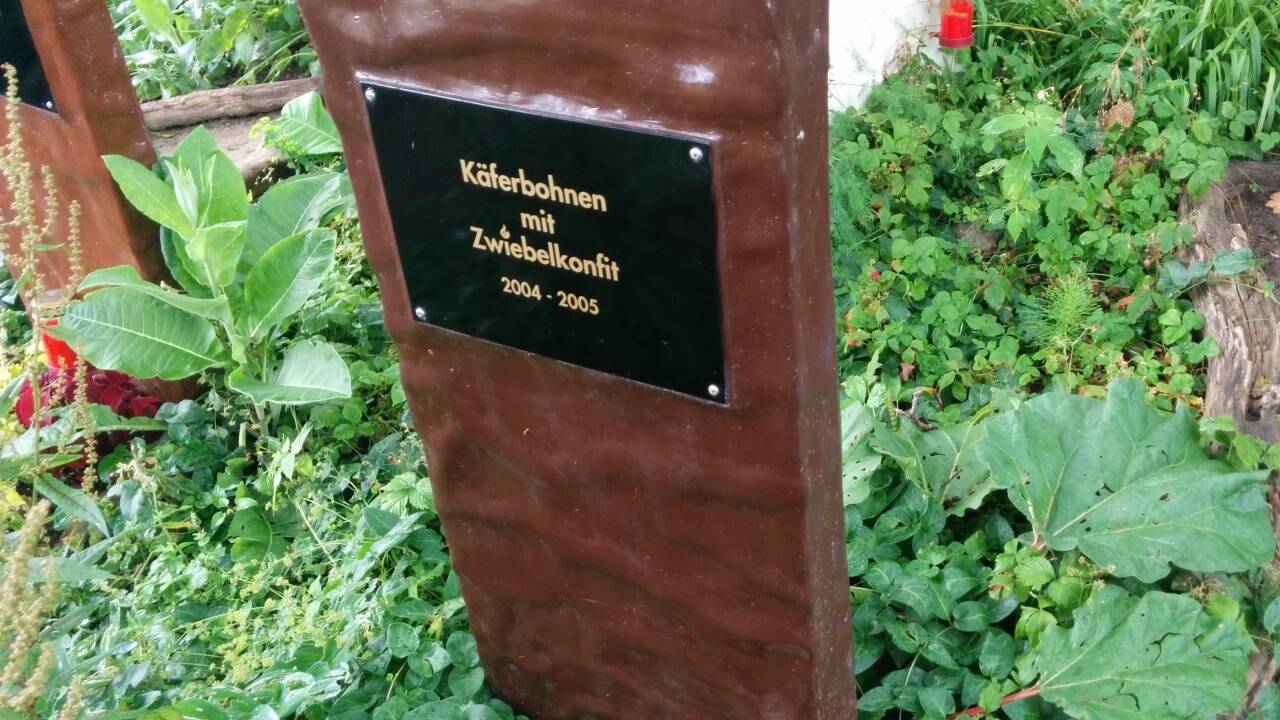 Käferbohnen
mit
Zwiebelkonfit
2004 - 2005